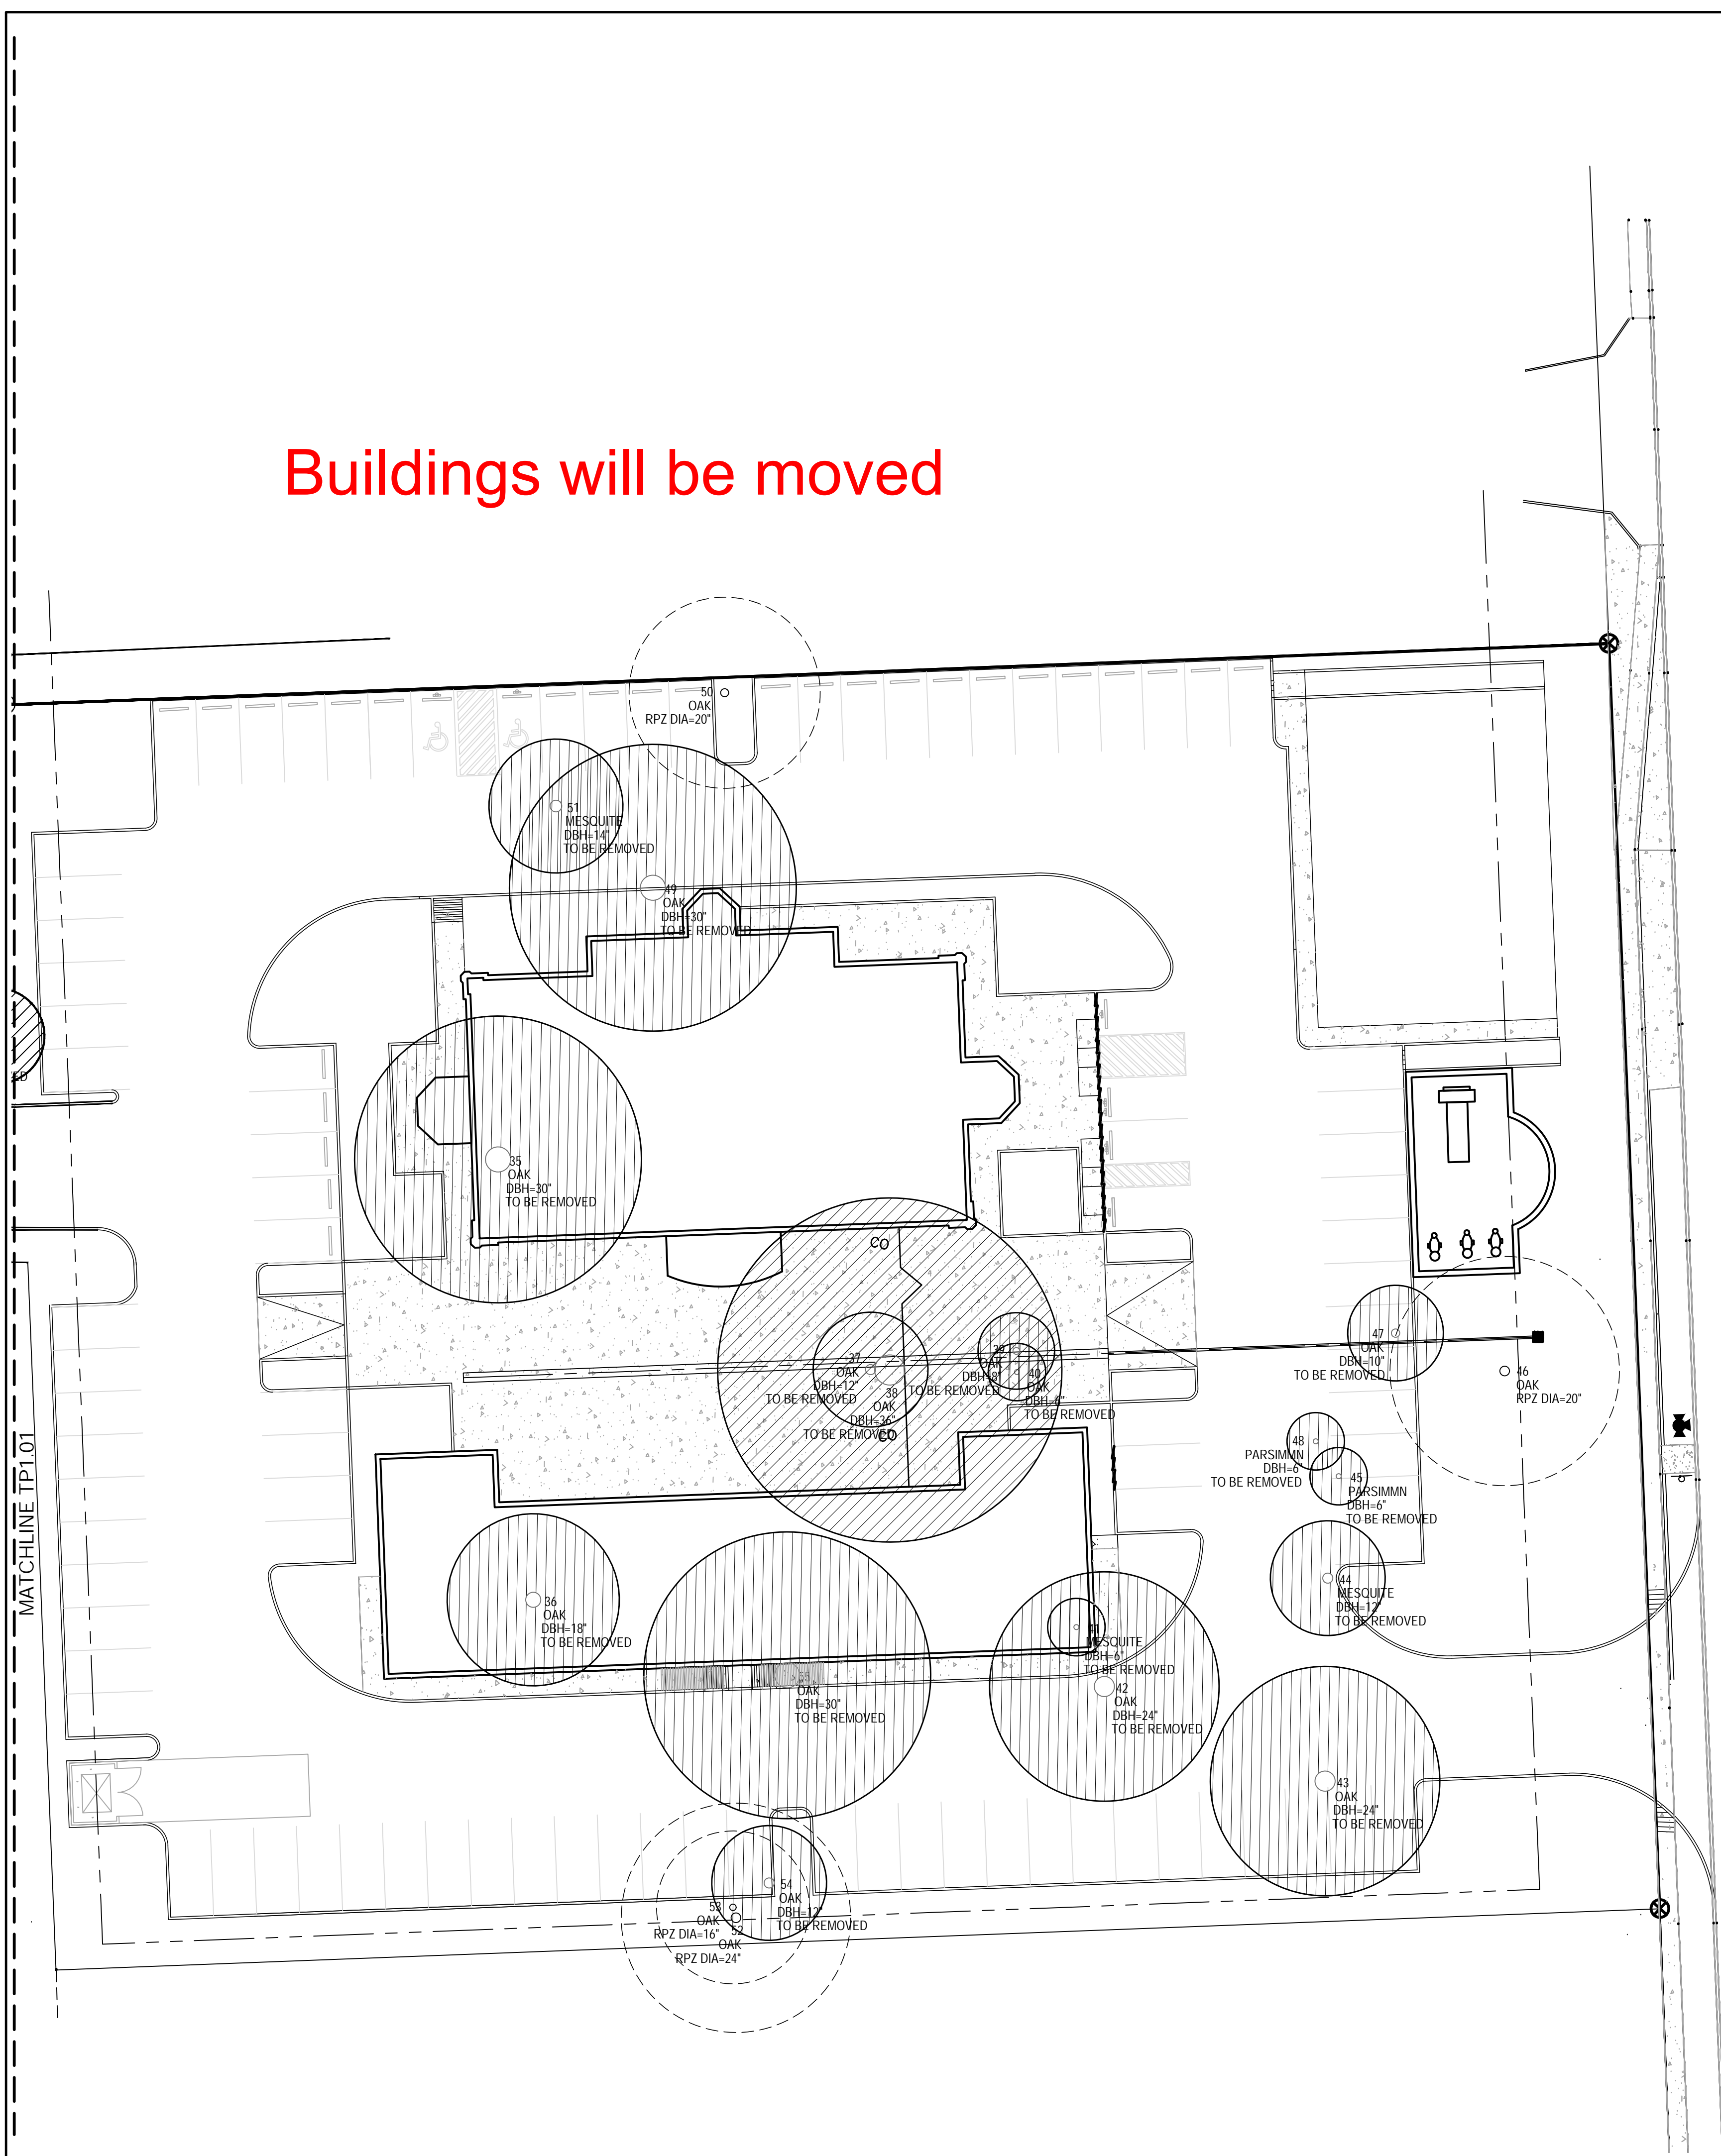 Buildings will be moved
50
OAK
RPZ DIA=20"
51
MESQUITE
DBH=14"
TO BE REMOVED
49
OAK
DBH=30"
TO BE REMOVED
ED
35
OAK
DBH=30"
TO BE REMOVED
CO
37
OAK
DBH=12"
TO BE REMOVED
38
OAK
DBH=36"
TO BE REMOVED
CO
39
OAK
DBH=8"
TO BE REMOVED
40
OAK
DBH=6"
TO BE REMOVED
47
OAK
DBH=10"
TO BE REMOVED
46
OAK
RPZ DIA=20"
48
PARSIMMN
DBH=6"
TO BE REMOVED
45
PARSIMMN
DBH=6"
TO BE REMOVED
MATCHLINE TP1.01
36
OAK
DBH=18"
TO BE REMOVED
44
MESQUITE
DBH=12"
TO BE REMOVED
41
MESQUITE
DBH=6"
TO BE REMOVED
55
OAK
DBH=30"
TO BE REMOVED
42
OAK
DBH=24"
TO BE REMOVED
43
OAK
DBH=24"
TO BE REMOVED
54
OAK
DBH=12"
TO BE REMOVED
53
OAK
RPZ DIA=16"
52
OAK
RPZ DIA=24"